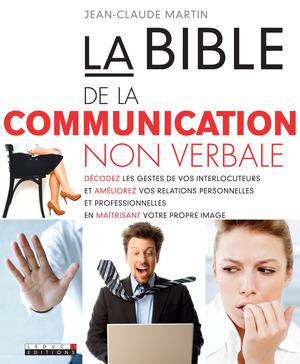 JEAN-CLAUDE MARTIN
LA BIBLE
DE LA
COMMUNICATION
NON VERBALE
DÉCODEZ LES GESTES DE VOS INTERLOCUTEURS
ET AMÉLIOREZ VOS RELATIONS PERSONNELLES
ET PROFESSIONNELLES
EN MAÎTRISANT VOTRE PROPRE IMAGE
LEDUC.S
EDITIONS